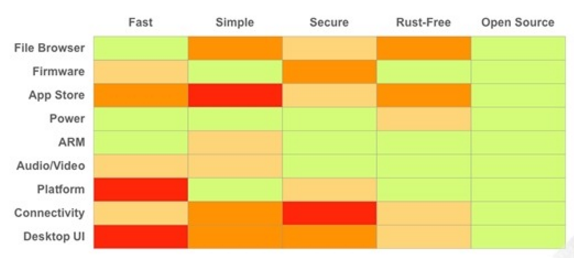 Fast Simple Secure Rust-Free Open Source
File Browser
Firmware
App Store
Power
ARM
Audio/Video
Platform
Connectivity
Desktop UI